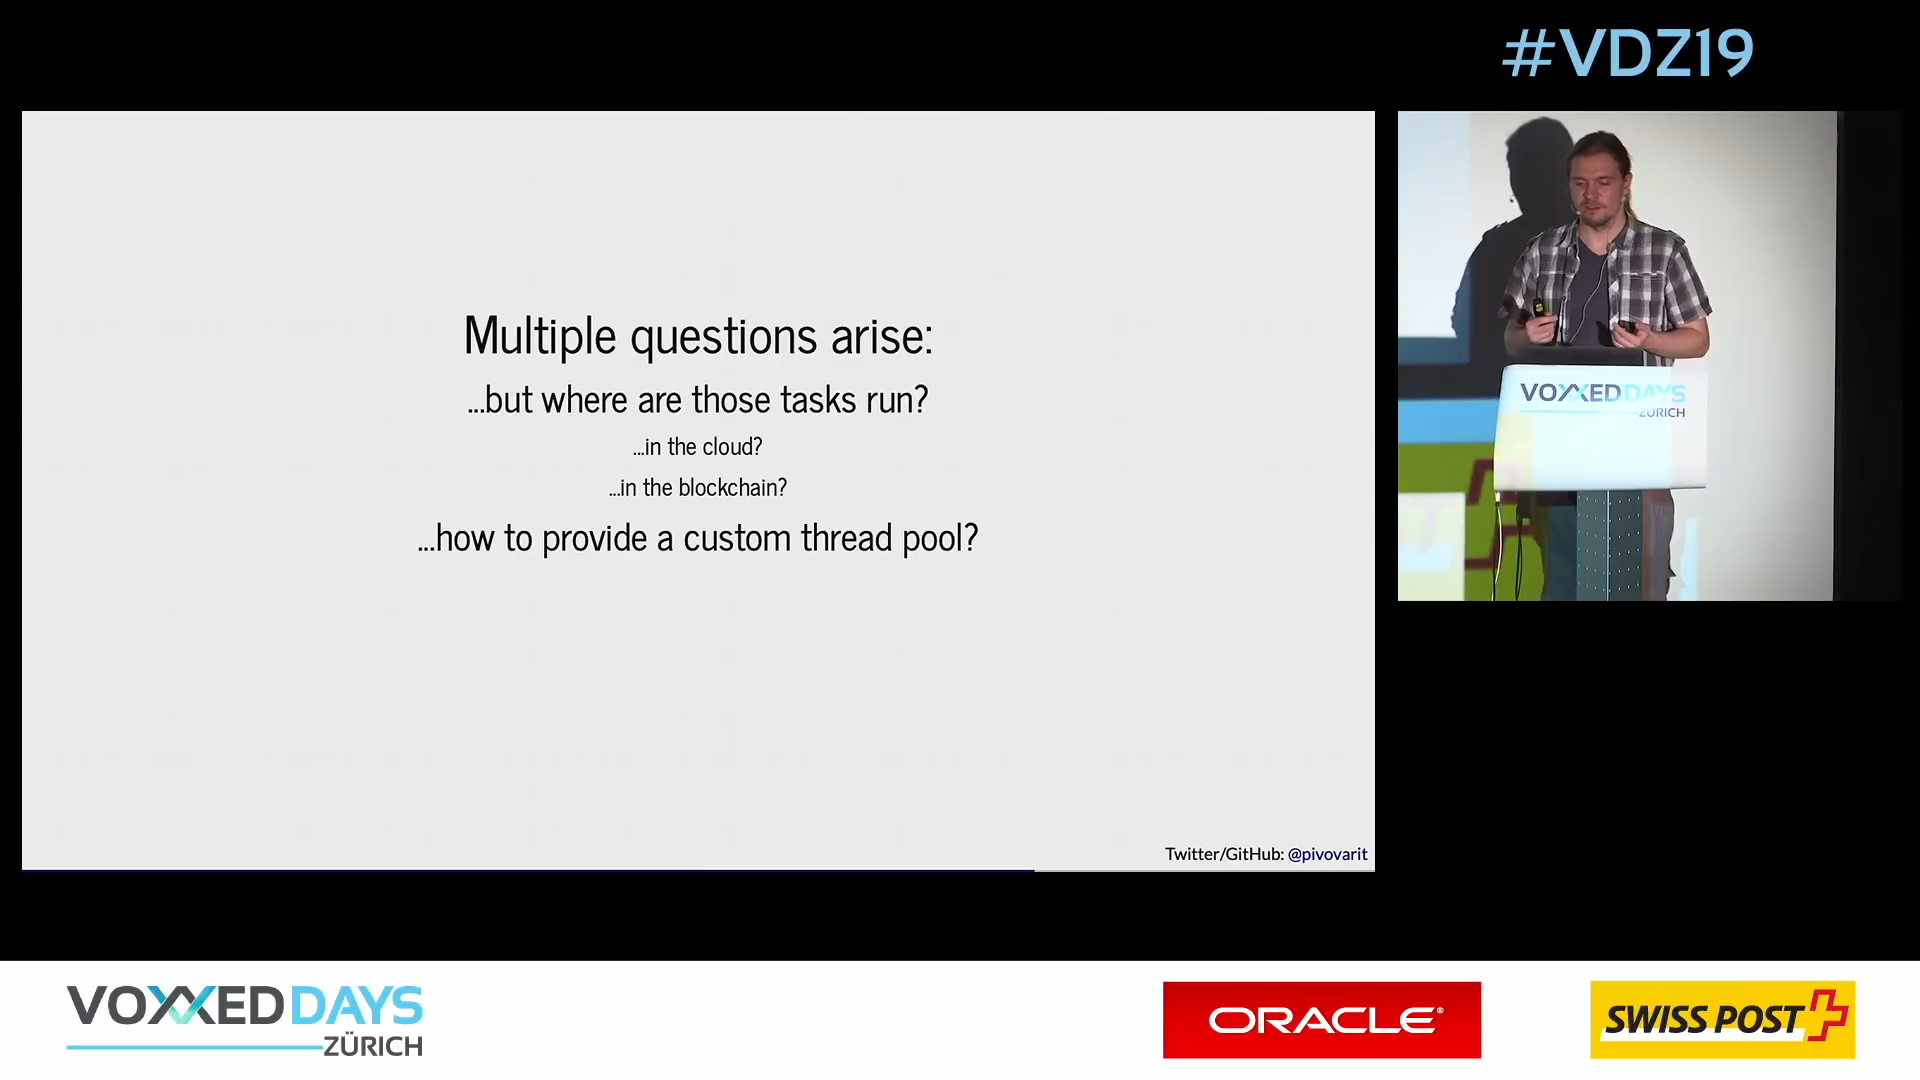 #VDZ19
Multiple questions arise:
...but where are those tasks run?
...in the cloud?
...in the blockchain?
...how to provide a custom thread pool?
Twitter/GitHub: @pivovarit
VOXXED DAYS
ZÜRICH
VOXXED DAYS
ZÜRICH
ORACLE®
SWISS POST